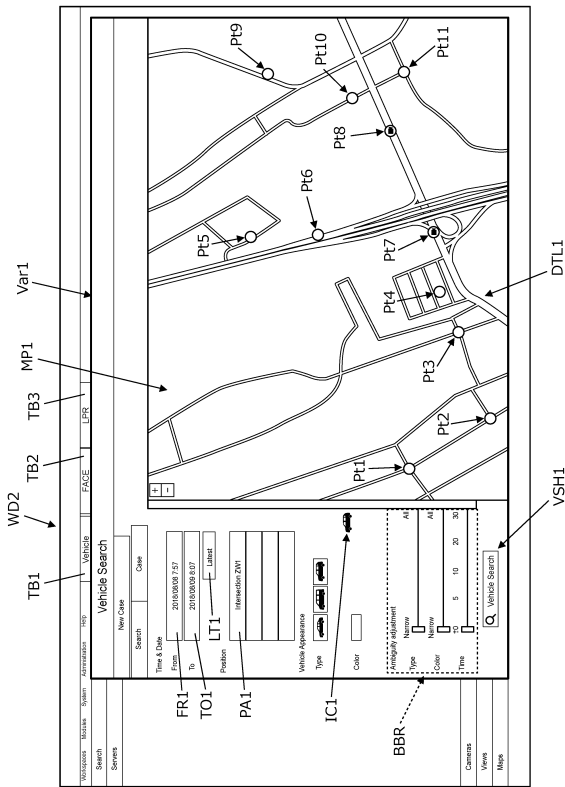 WD2
TB1
TB2
TB3
Var1
MP1
Workspaces Modules System Administration Help Vehicle FACE LPR
Search
Servers
Cameras
Views
Maps
Vehicle Search
New Case
Search Case
Time & Date
From 2018/08/08 7:57
To 2018/08/09 8:07
Latest
Position
Intersection ZW1
Vehicle Appearance
Type
Color
Ambiguity adjustment
Narrow All
Type
Narrow All
Color
±0 5 10 20 30
Time
Vehicle Search
+
-
FR1
TO1
LT1
PA1
IC1
BBR
VSH1
DTL1
Pt1
Pt2
Pt3
Pt4
Pt5
Pt6
Pt7
Pt8
Pt9
Pt10
Pt11